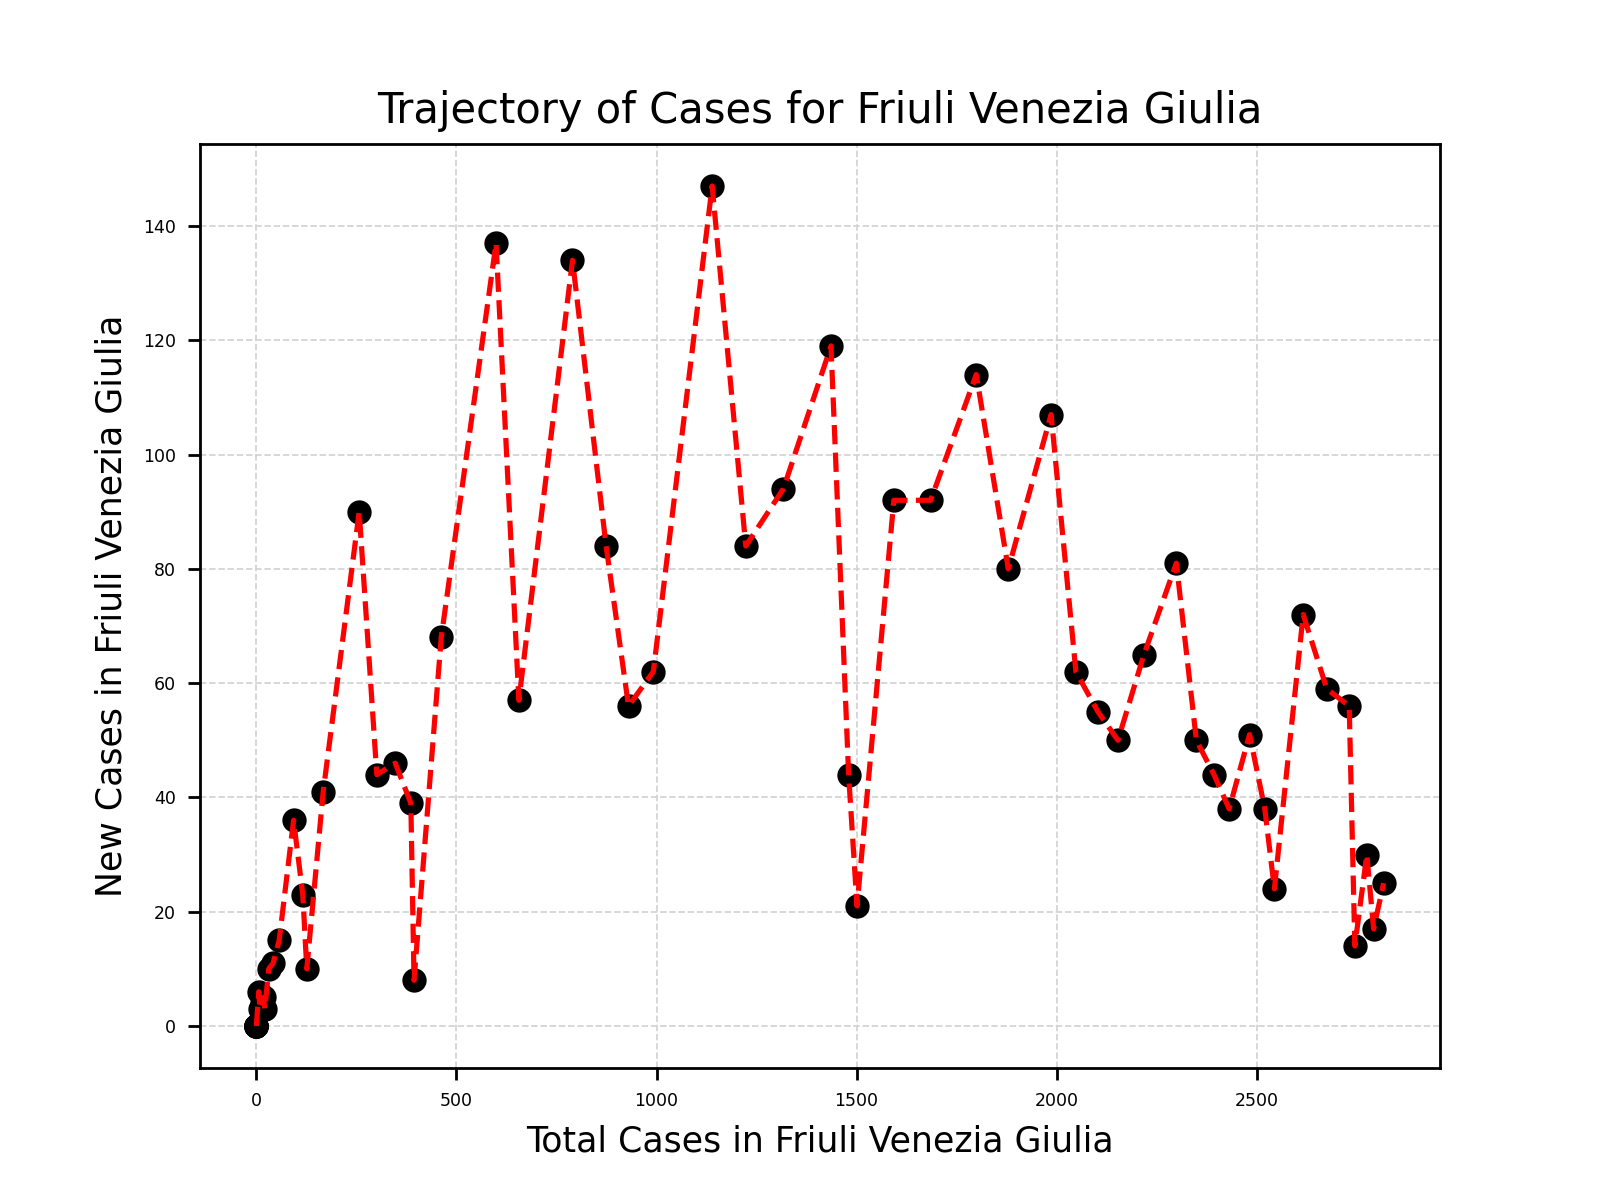 Trajectory of Cases for Friuli Venezia Giulia
New Cases in Friuli Venezia Giulia
140
120
100
80
60
40
20
0
0 500 1000 1500 2000 2500
Total Cases in Friuli Venezia Giulia